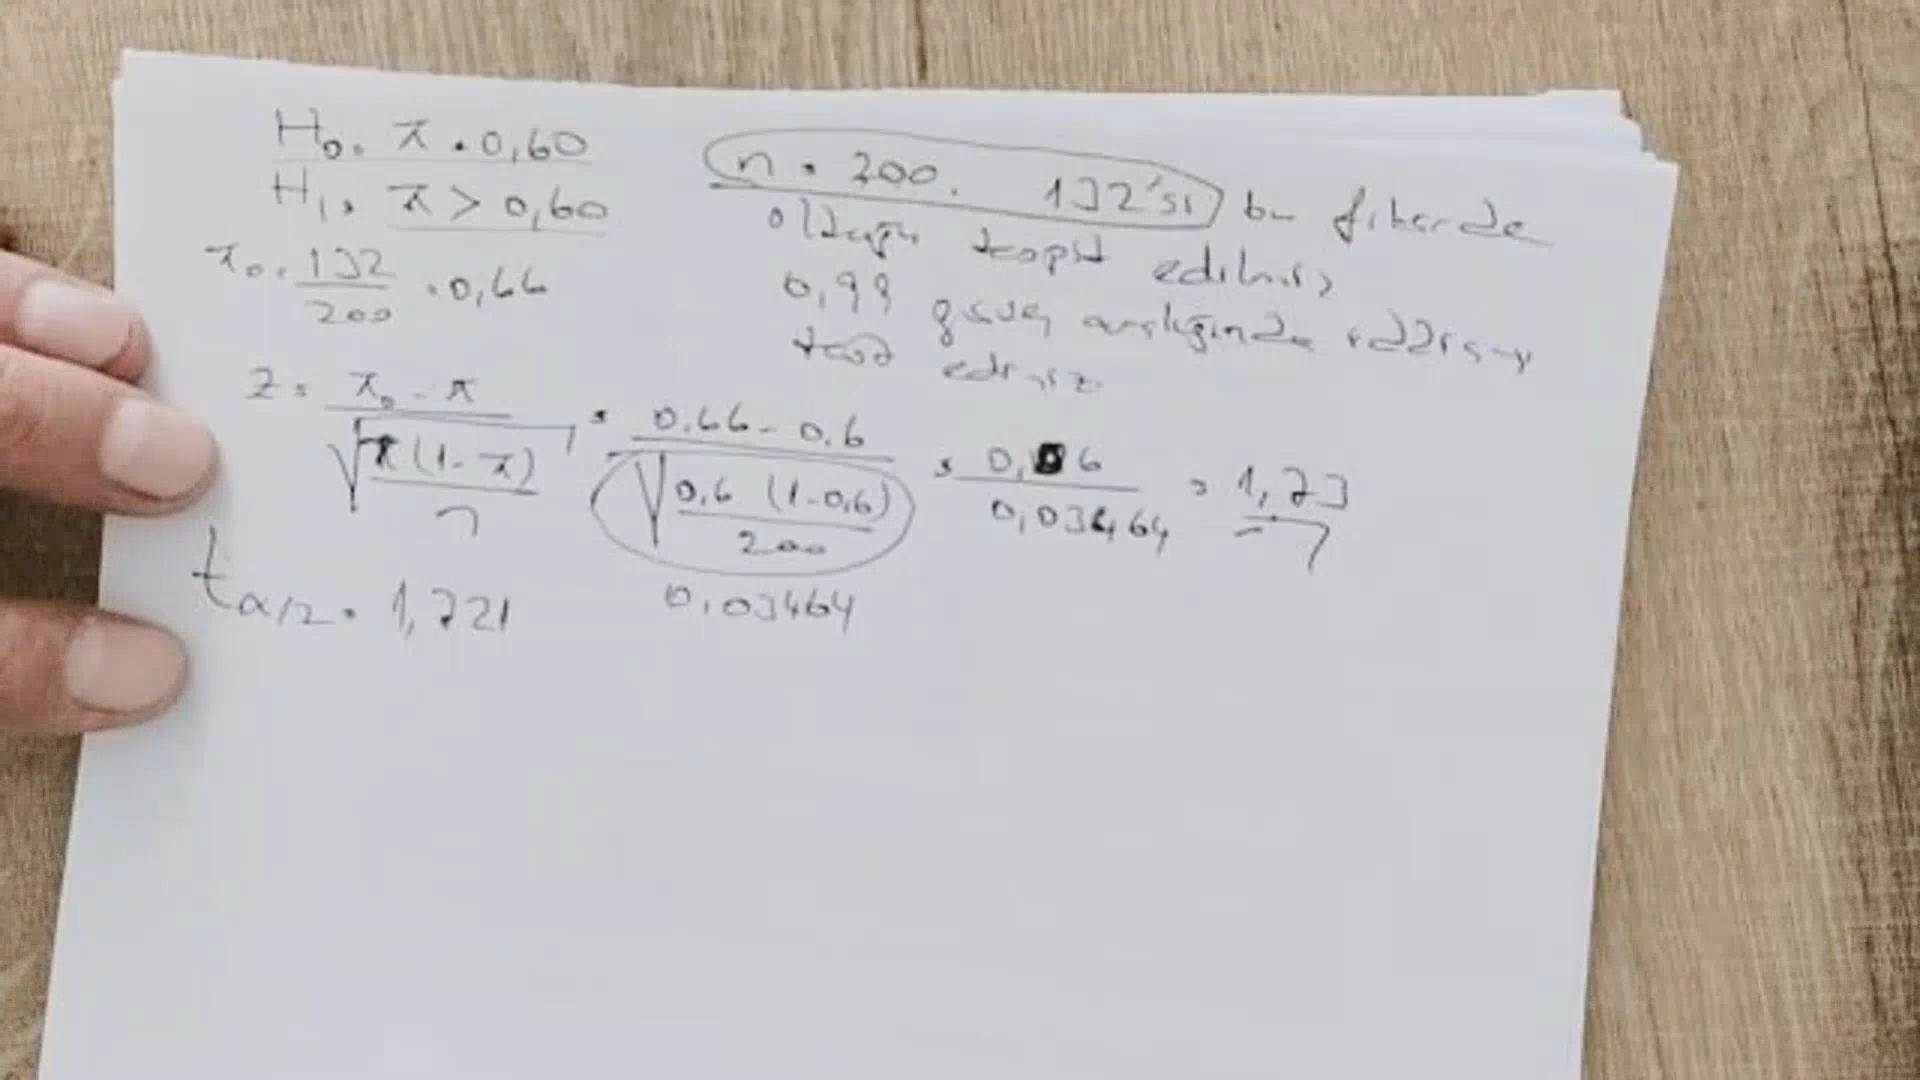 H₀: π = 0,60
H₁: π > 0,60
π₀ = 132/200 = 0,66
n = 200. 132'si bu fikirde
olduğu tespit edilmiş
0,99 güven aralığında iddiayı
test ediniz
z = (π₀ - π) / √(π(1-π)/n) = (0,66 - 0,6) / √(0,6 (1-0,6)/200) = 0,06 / 0,03464 = 1,73
0,03464
t α/2 = 1,721